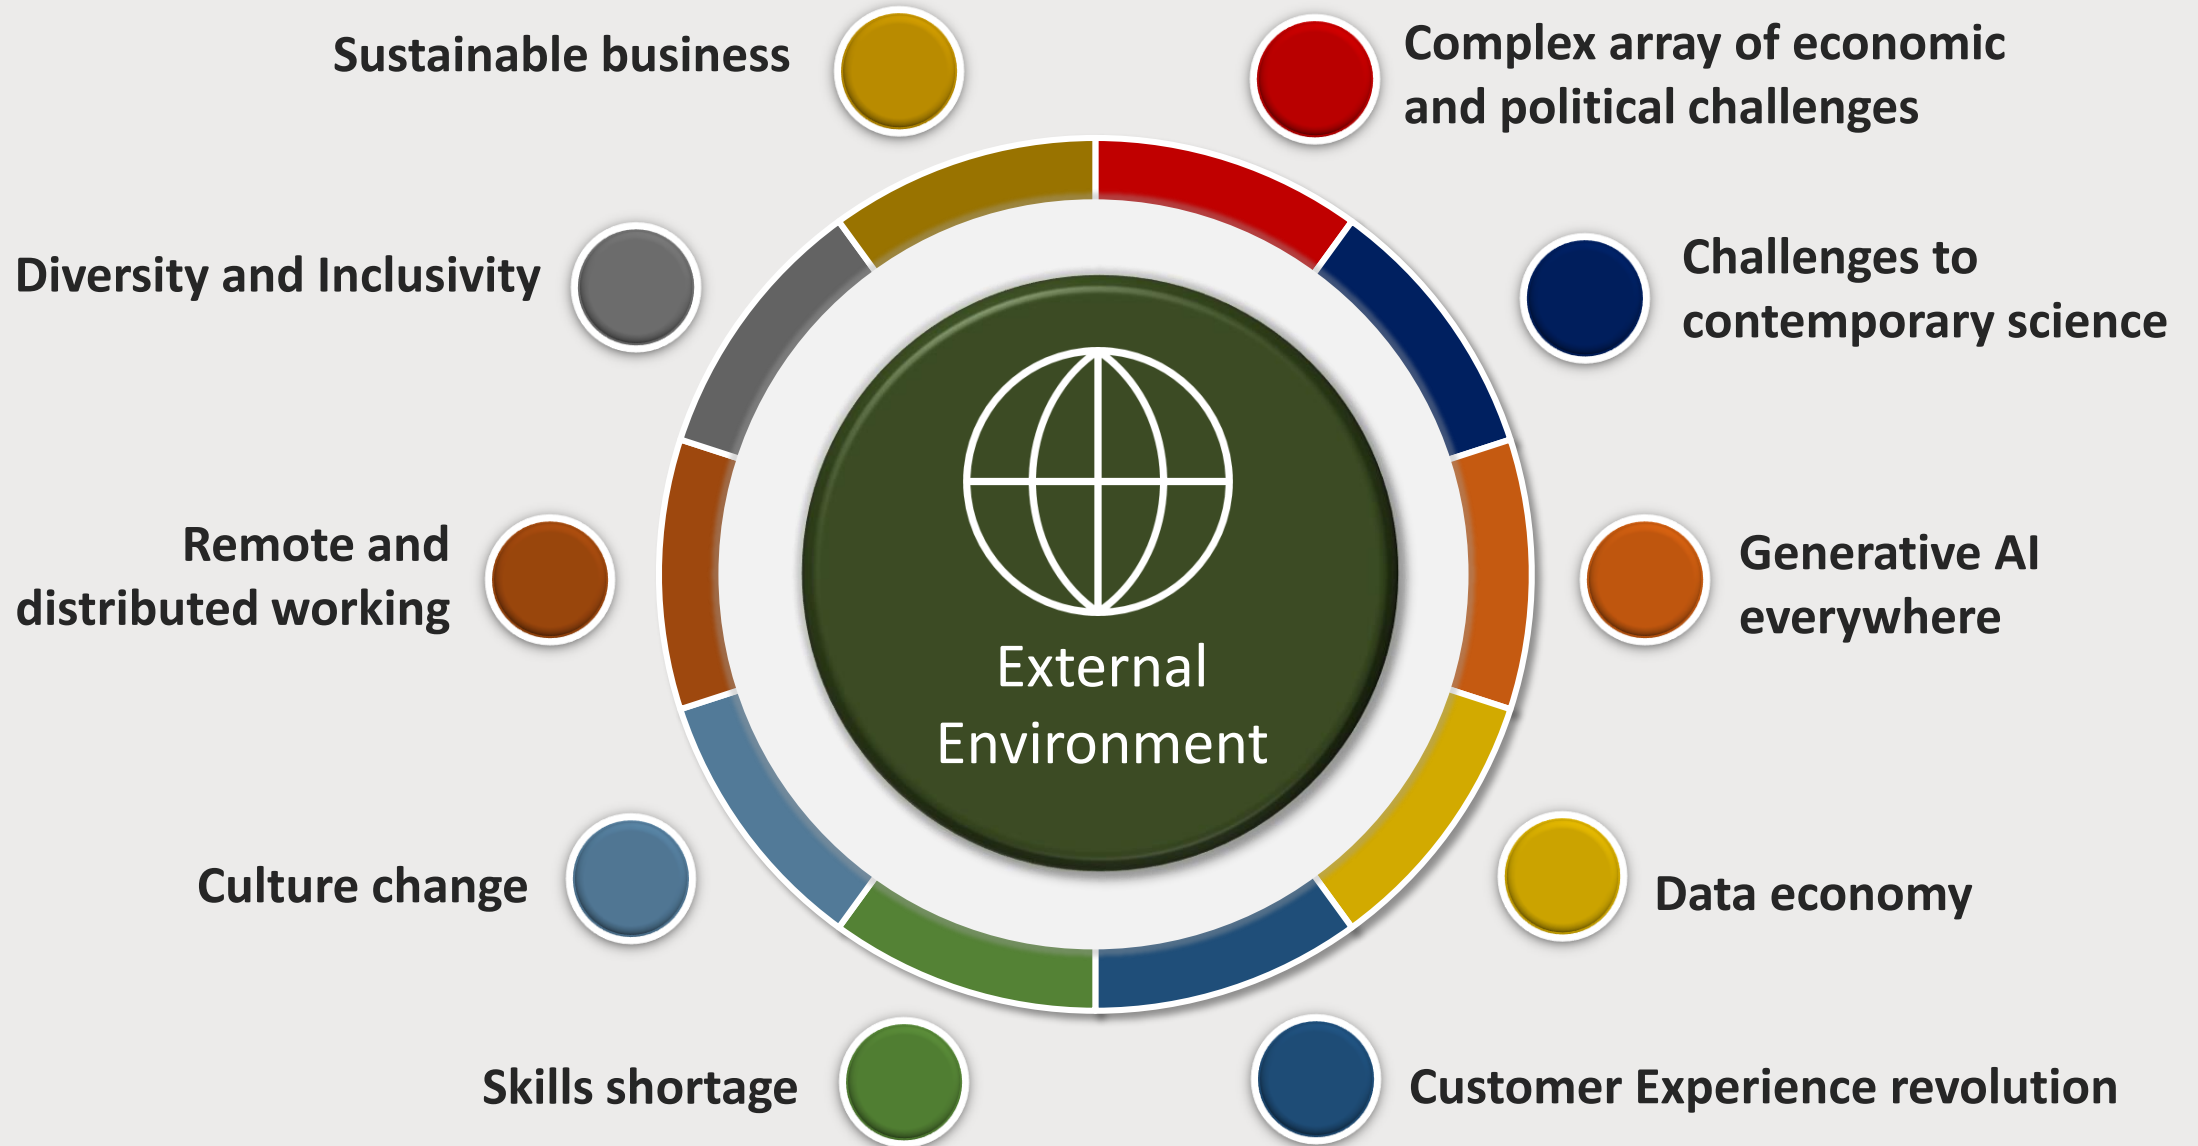 Sustainable business
Complex array of economic
and political challenges
Diversity and Inclusivity
Challenges to
contemporary science
Remote and
distributed working
Generative AI
everywhere
External
Environment
Culture change
Data economy
Skills shortage
Customer Experience revolution